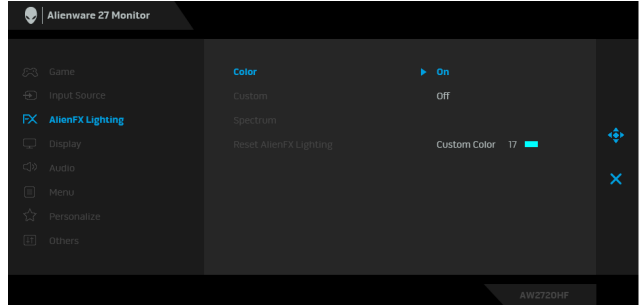 Alienware 27 Monitor
Game
Color
On
Input Source
Custom
Off
FX AlienFX Lighting
Spectrum
Display
Reset AlienFX Lighting
Custom Color 17
Audio
Menu
Personalize
Others
AW2720HF